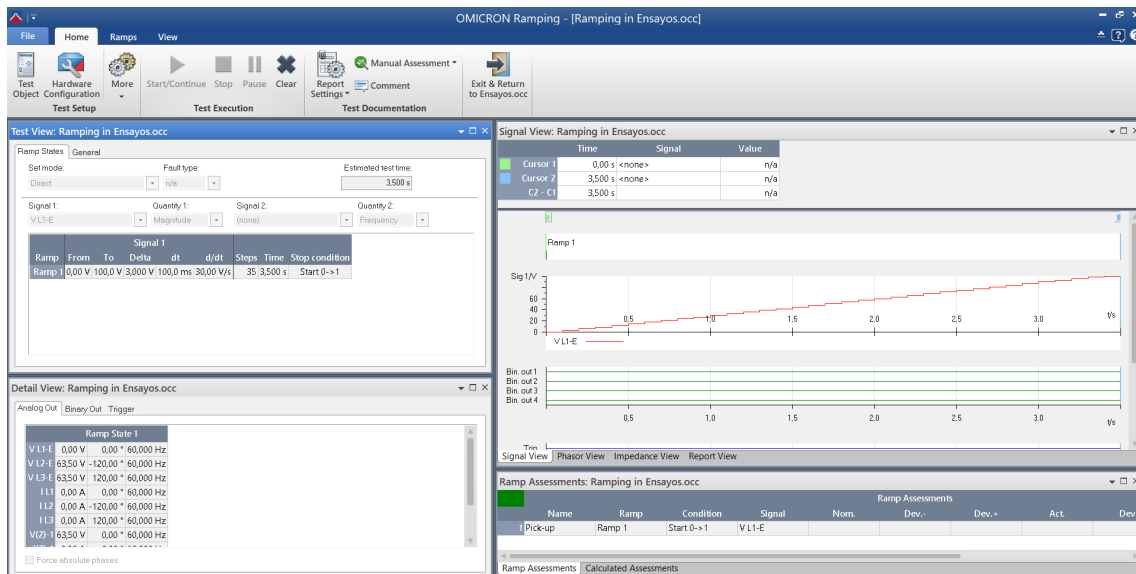 OMICRON Ramping - [Ramping in Ensayos.occ]
File Home Ramps View
Test Object Hardware Configuration More Start/Continue Stop Pause Clear Report Settings Manual Assessment Comment Exit & Return to Ensayos.occ
Test Setup Test Execution Test Documentation
Test View: Ramping in Ensayos.occ
Ramp States General
Set mode: Fault type: Estimated test time:
Direct n/a 3,500 s
Signal 1: Quantity 1: Signal 2: Quantity 2:
V L1-E Magnitude (none) Frequency
Signal 1
Ramp From To Delta dt d/dt Steps Time Stop condition
Ramp 1 0,00 V 100,0 V 3,000 V 100,0 ms 30,00 V/s 35 3,500 s Start 0->1
Detail View: Ramping in Ensayos.occ
Analog Out Binary Out Trigger
Ramp State 1
V L1-E 0,00 V 0,00 ° 60,000 Hz
V L2-E 63,50 V -120,00 ° 60,000 Hz
V L3-E 63,50 V 120,00 ° 60,000 Hz
I L1 0,00 A 0,00 ° 60,000 Hz
I L2 0,00 A -120,00 ° 60,000 Hz
I L3 0,00 A 120,00 ° 60,000 Hz
V(2)-1 63,50 V 0,00 ° 60,000 Hz
Force absolute phases
Signal View: Ramping in Ensayos.occ
Time Signal Value
Cursor 1 0,00 s <none> n/a
Cursor 2 3,500 s <none> n/a
C2 - C1 3,500 s n/a
Ramp 1
Sig 1/V
60
40
20
0
0,5 1,0 1,5 2,0 2,5 3,0 t/s
V L1-E
Bin. out 1
Bin. out 2
Bin. out 3
Bin. out 4
0,5 1,0 1,5 2,0 2,5 3,0 t/s
Trip
Signal View Phasor View Impedance View Report View
Ramp Assessments: Ramping in Ensayos.occ
Ramp Assessments
Name Ramp Condition Signal Nom. Dev.- Dev.+ Act. Dev
1 Pick-up Ramp 1 Start 0->1 V L1-E
Ramp Assessments Calculated Assessments